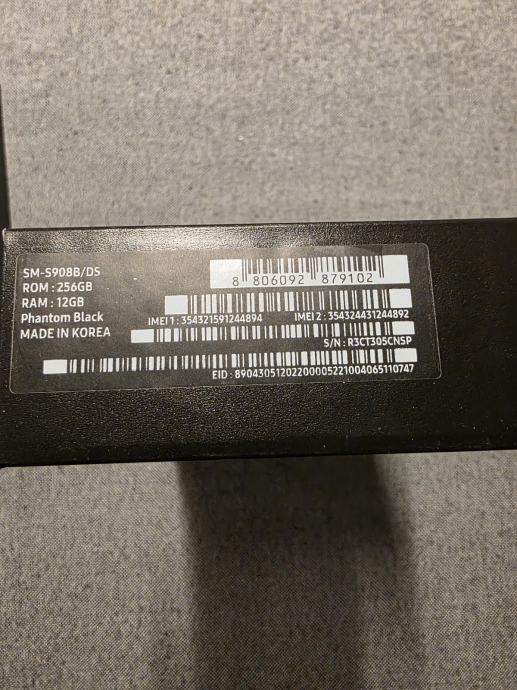 SM-S908B/DS
ROM : 256GB
RAM : 12GB
Phantom Black
MADE IN KOREA
8 806092 879102
IMEI 1 : 354321591244894
IMEI 2 : 354324431244892
S/N : R3CT305CNSP
EID : 89043051202200005221004065110747